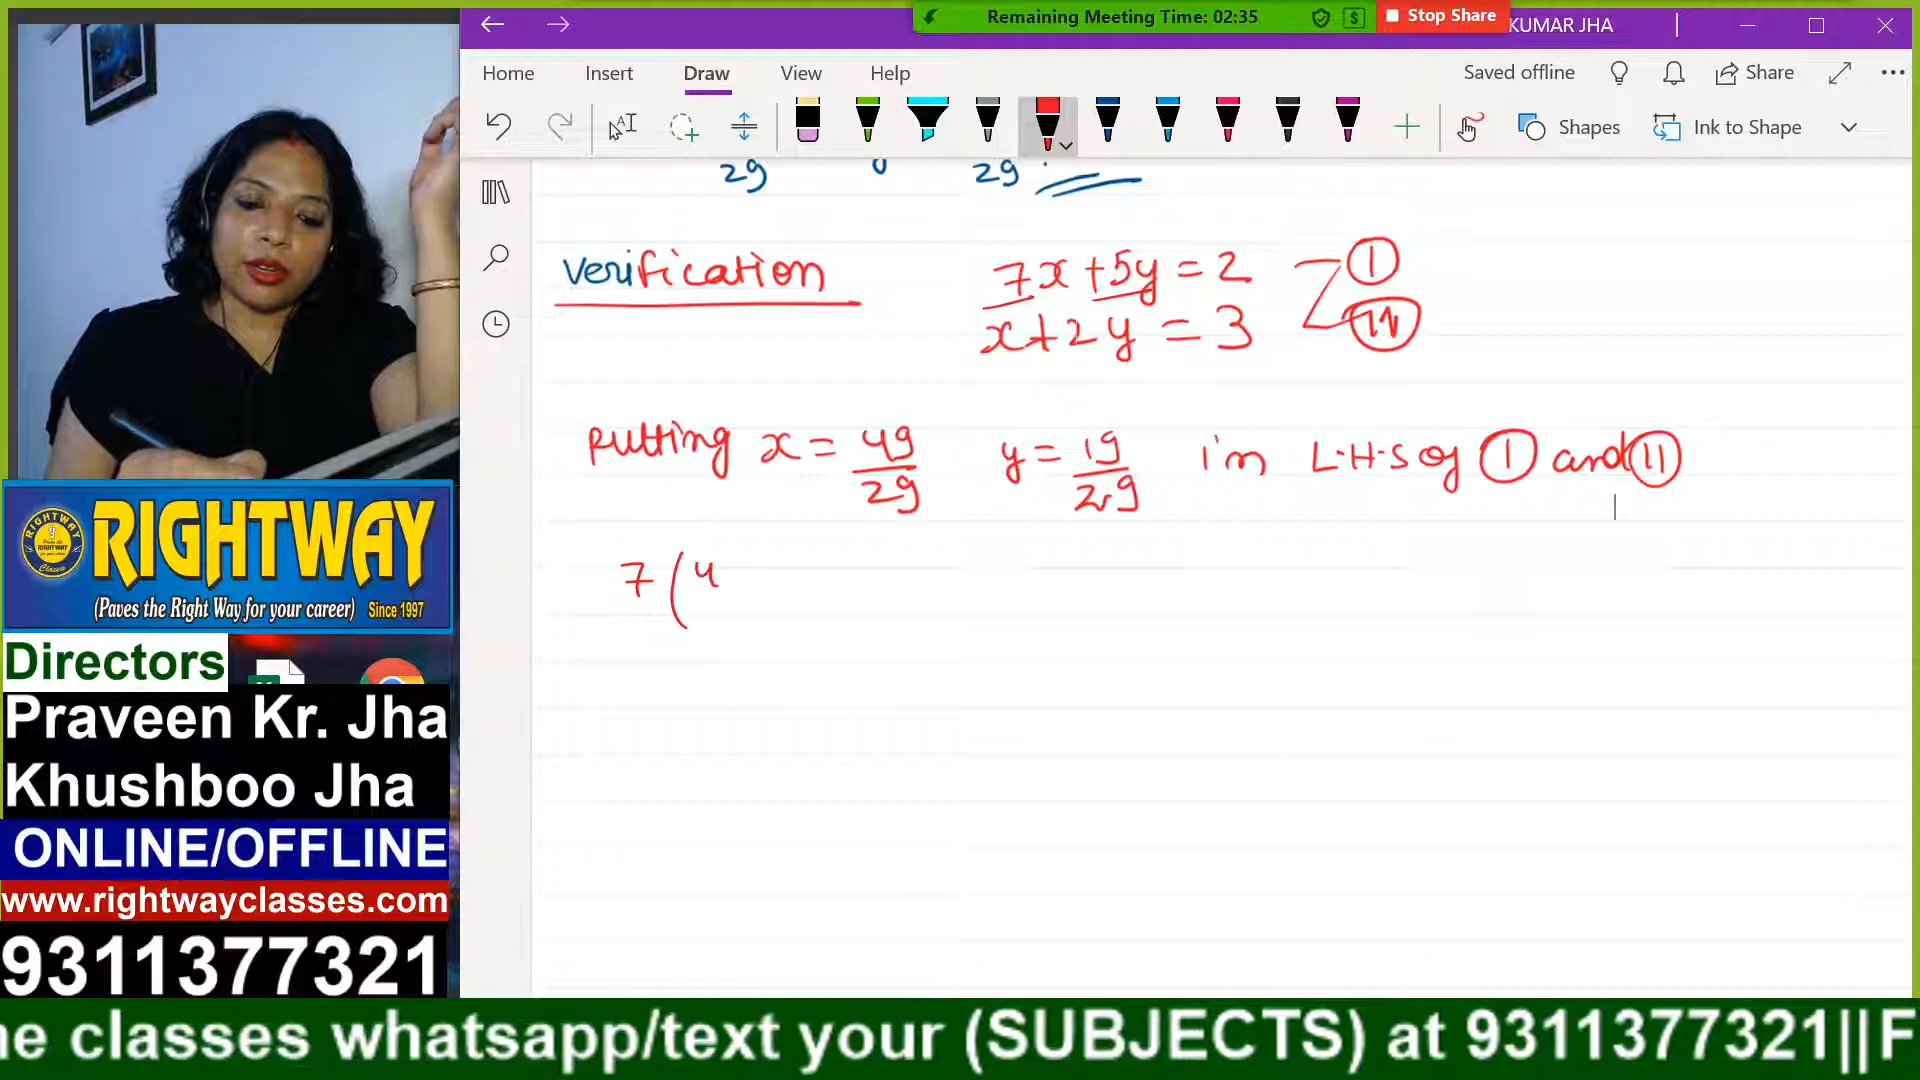 Remaining Meeting Time: 02:35
Stop Share
KUMAR JHA
Home Insert Draw View Help
Saved offline
Share
Shapes
Ink to Shape
29 29
Verification
7x + 5y = 2 I
x + 2y = 3 II
Putting x = 49/29 y = 19/29 in L.H.S of I and II
7 ( 4
RIGHTWAY
(Paves the Right Way for your career) Since 1997
Directors
Praveen Kr. Jha
Khushboo Jha
ONLINE/OFFLINE
www.rightwayclasses.com
9311377321
ne classes whatsapp/text your (SUBJECTS) at 9311377321||F